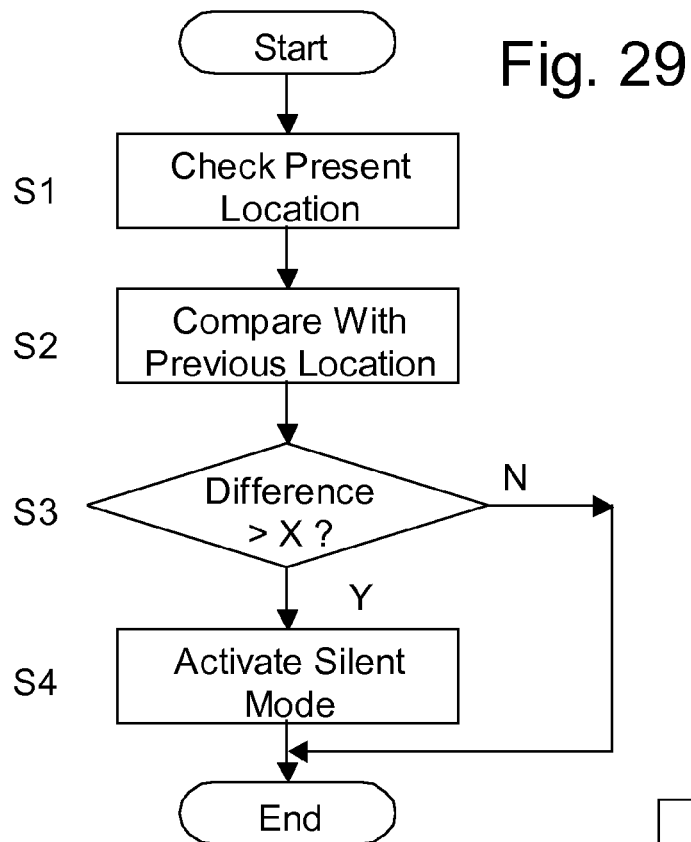 Start
Fig. 29
S1
Check Present
Location
S2
Compare With
Previous Location
S3
Difference
> X ?
N
Y
S4
Activate Silent
Mode
End